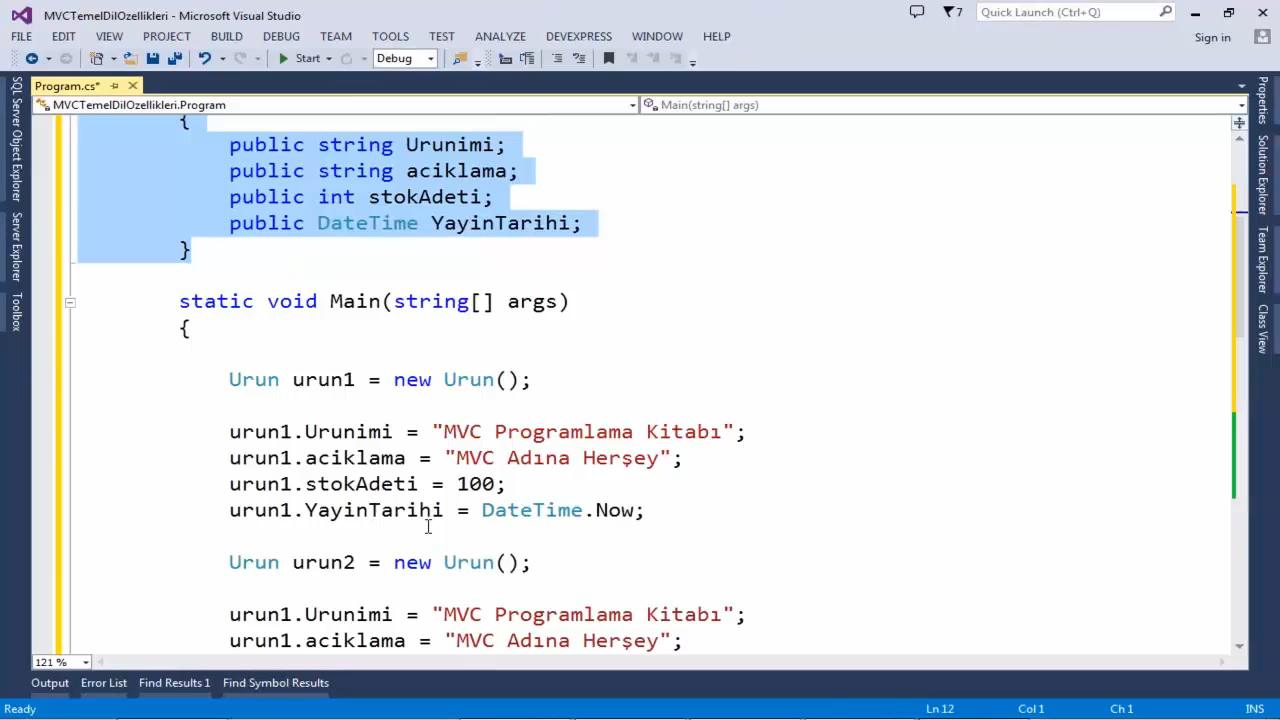 MVCTemelDilOzellikleri - Microsoft Visual Studio
7
Quick Launch (Ctrl+Q)
FILE EDIT VIEW PROJECT BUILD DEBUG TEAM TOOLS TEST ANALYZE DEVEXPRESS WINDOW HELP
Sign in
Start Debug
Program.cs*
MVCTemelDilOzellikleri.Program
Main(string[] args)
SQL Server Object Explorer
Server Explorer
Toolbox
{
public string Urunimi;
public string aciklama;
public int stokAdeti;
public DateTime YayinTarihi;
}
static void Main(string[] args)
{
Urun urun1 = new Urun();
urun1.Urunimi = "MVC Programlama Kitabı";
urun1.aciklama = "MVC Adına Herşey";
urun1.stokAdeti = 100;
urun1.YayinTarihi = DateTime.Now;
Urun urun2 = new Urun();
urun1.Urunimi = "MVC Programlama Kitabı";
urun1.aciklama = "MVC Adına Herşey";
Properties
Solution Explorer
Team Explorer
Class View
121 %
Output Error List Find Results 1 Find Symbol Results
Ready
Ln 12 Col 1 Ch 1 INS